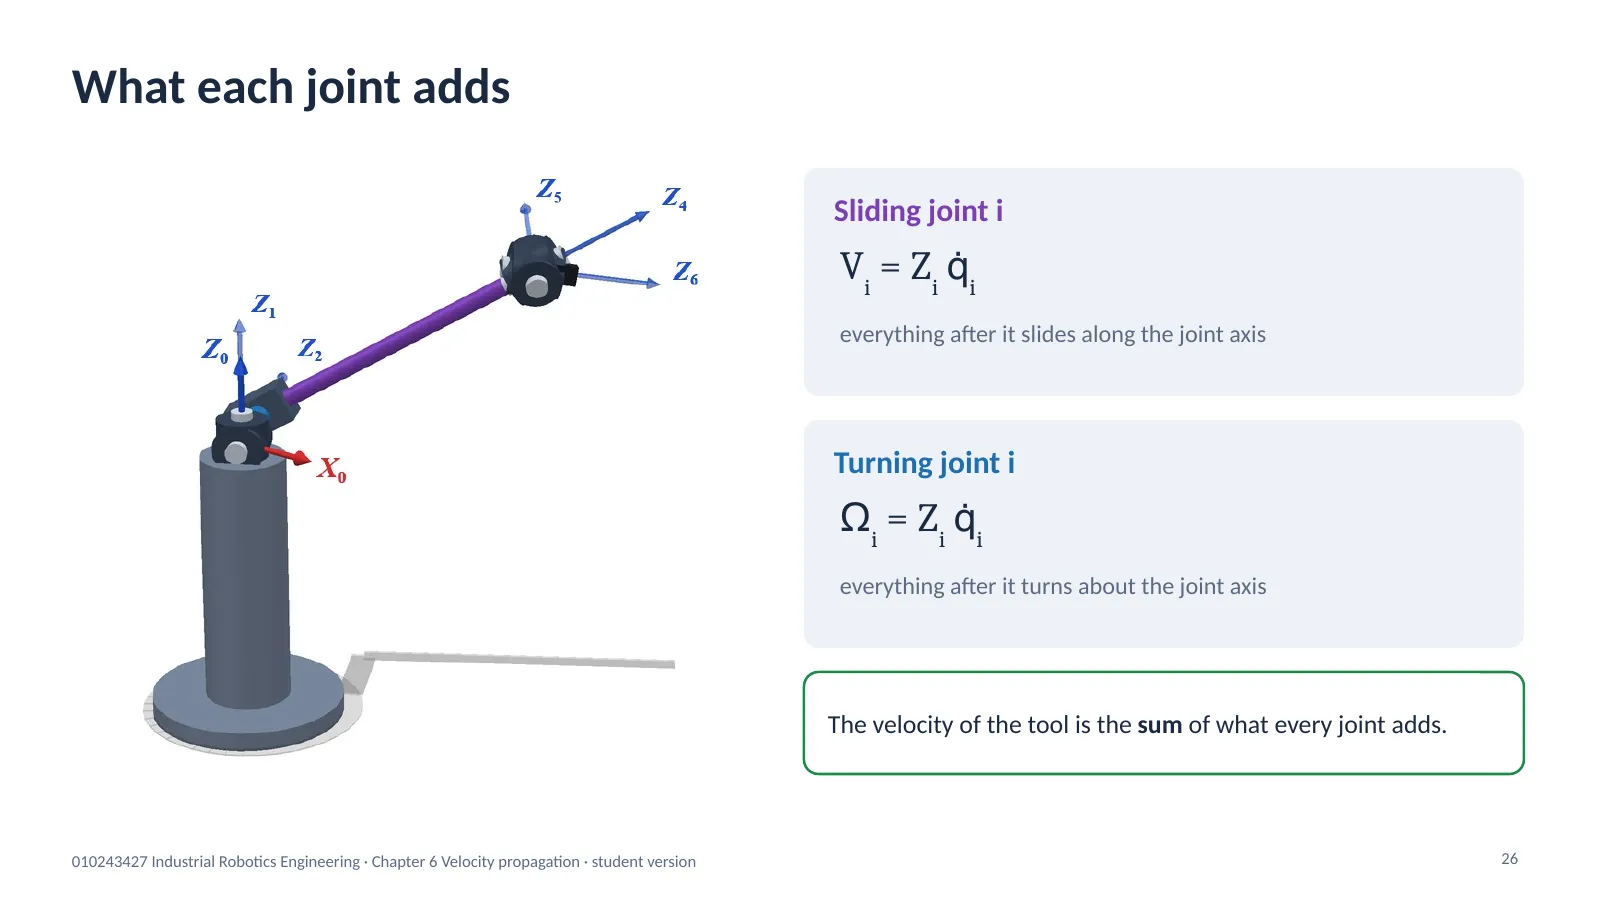 What each joint adds
Z₅
Z₄
Z₆
Z₁
Z₀
Z₂
X₀
Sliding joint i
Vᵢ = Zᵢ q̇ᵢ
everything after it slides along the joint axis
Turning joint i
Ωᵢ = Zᵢ q̇ᵢ
everything after it turns about the joint axis
The velocity of the tool is the sum of what every joint adds.
010243427 Industrial Robotics Engineering · Chapter 6 Velocity propagation · student version
26